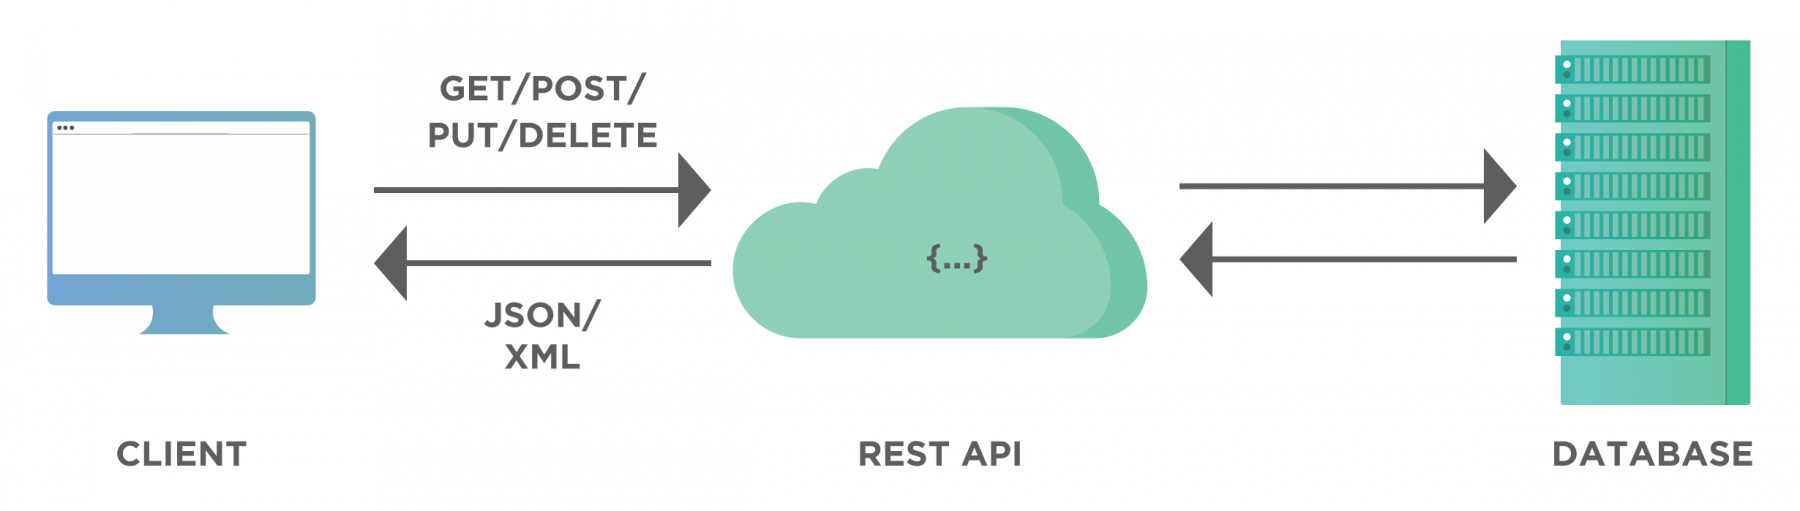 GET/POST/
PUT/DELETE
{...}
JSON/
XML
CLIENT
REST API
DATABASE